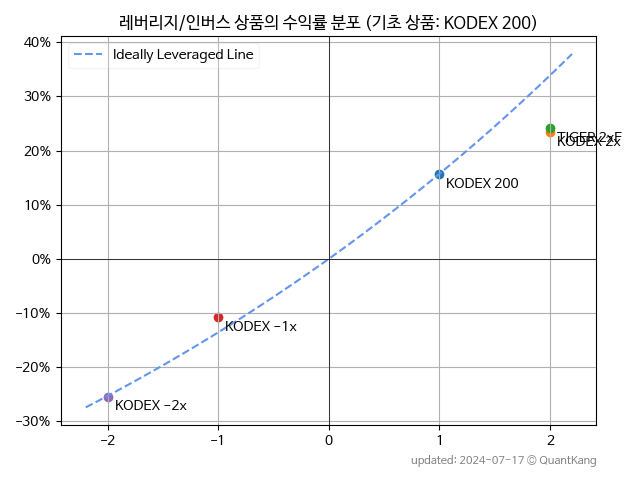 레버리지/인버스 상품의 수익률 분포 (기초 상품: KODEX 200)
40%
30%
20%
10%
0%
-10%
-20%
-30%
Ideally Leveraged Line
TIGER 2xF
KODEX 2x
KODEX 200
KODEX -1x
KODEX -2x
-2
-1
0
1
2
updated: 2024-07-17 © QuantKang